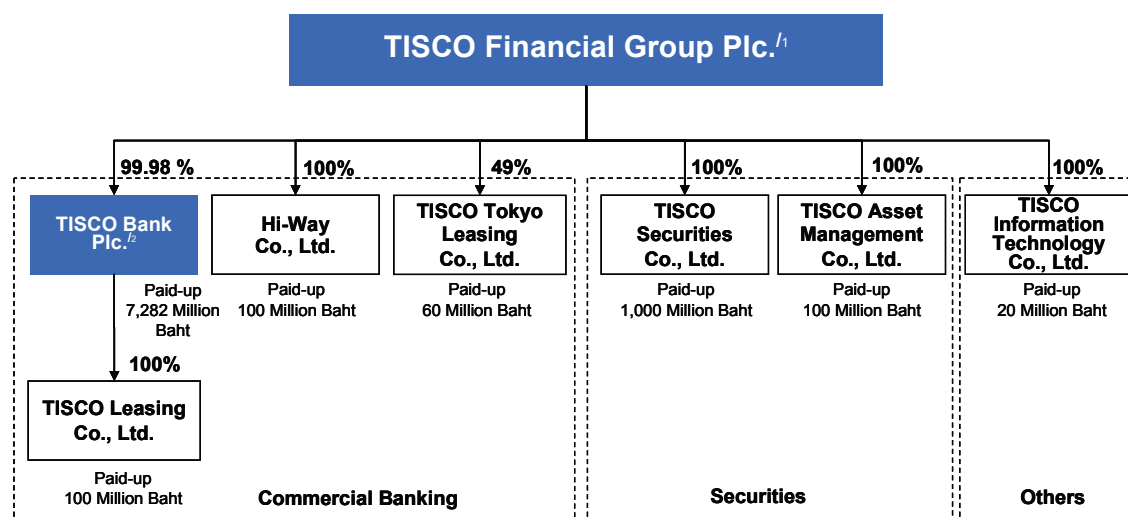 TISCO Financial Group Plc./1
99.98 %
100%
49%
100%
100%
100%
TISCO Bank
Plc./2
Hi-Way
Co., Ltd.
TISCO Tokyo
Leasing
Co., Ltd.
TISCO
Securities
Co., Ltd.
TISCO Asset
Management
Co., Ltd.
TISCO
Information
Technology
Co., Ltd.
Paid-up
7,282 Million
Baht
Paid-up
100 Million Baht
Paid-up
60 Million Baht
Paid-up
1,000 Million Baht
Paid-up
100 Million Baht
Paid-up
20 Million Baht
100%
TISCO Leasing
Co., Ltd.
Paid-up
100 Million Baht
Commercial Banking
Securities
Others